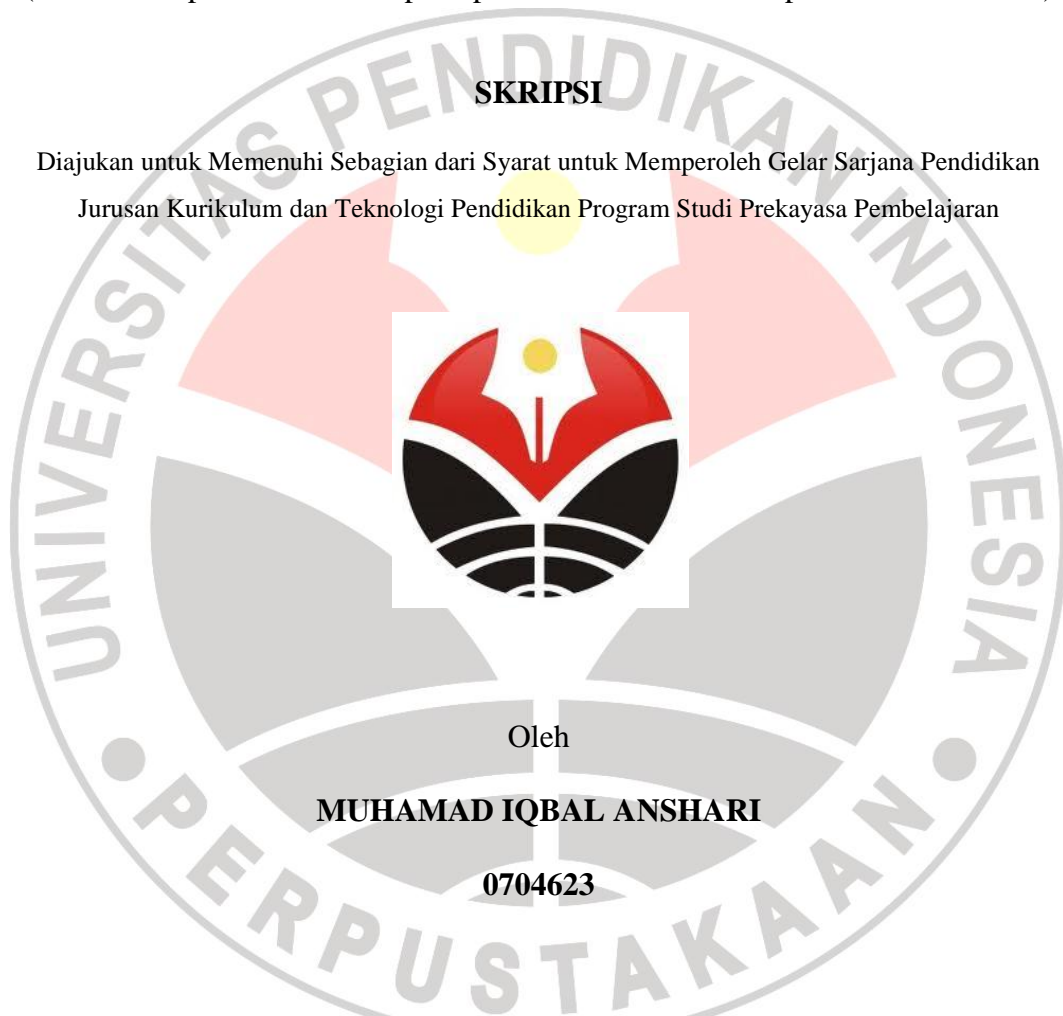 SKRIPSI
Diajukan untuk Memenuhi Sebagian dari Syarat untuk Memperoleh Gelar Sarjana Pendidikan
Jurusan Kurikulum dan Teknologi Pendidikan Program Studi Prekayasa Pembelajaran
Oleh
MUHAMAD IQBAL ANSHARI
0704623
UNIVERSITAS PENDIDIKAN INDONESIA
PERPUSTAKAAN